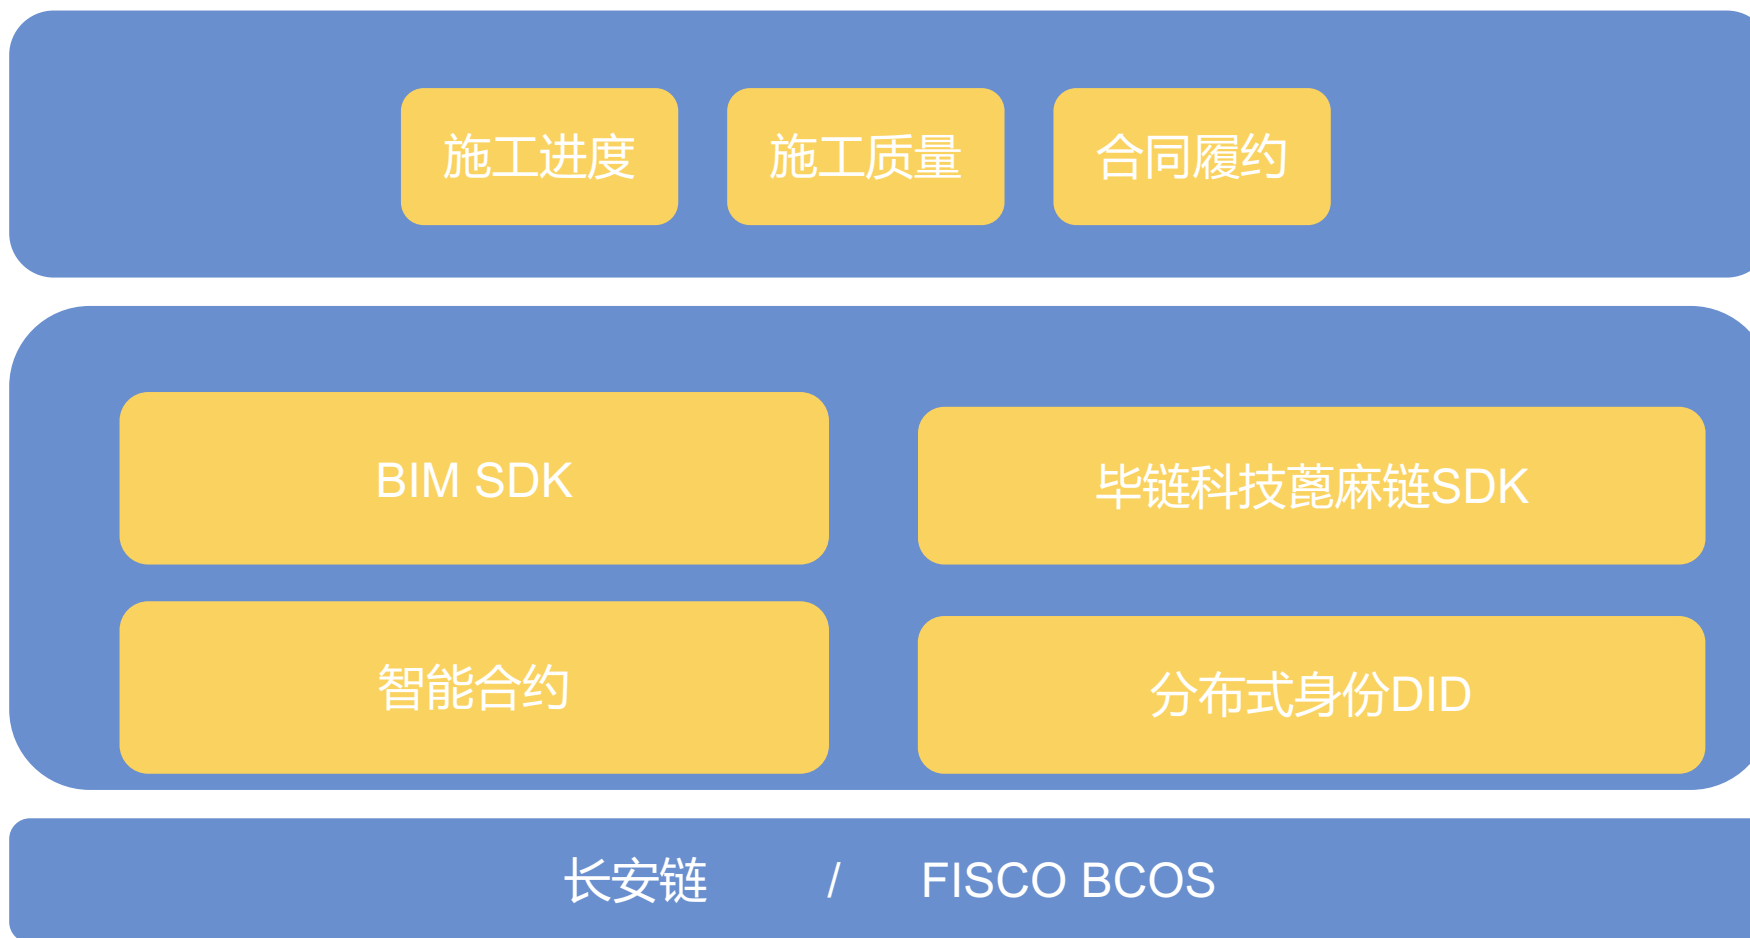 施工进度 施工质量 合同履约
BIM SDK 毕链科技蓖麻链SDK
智能合约 分布式身份DID
长安链 / FISCO BCOS